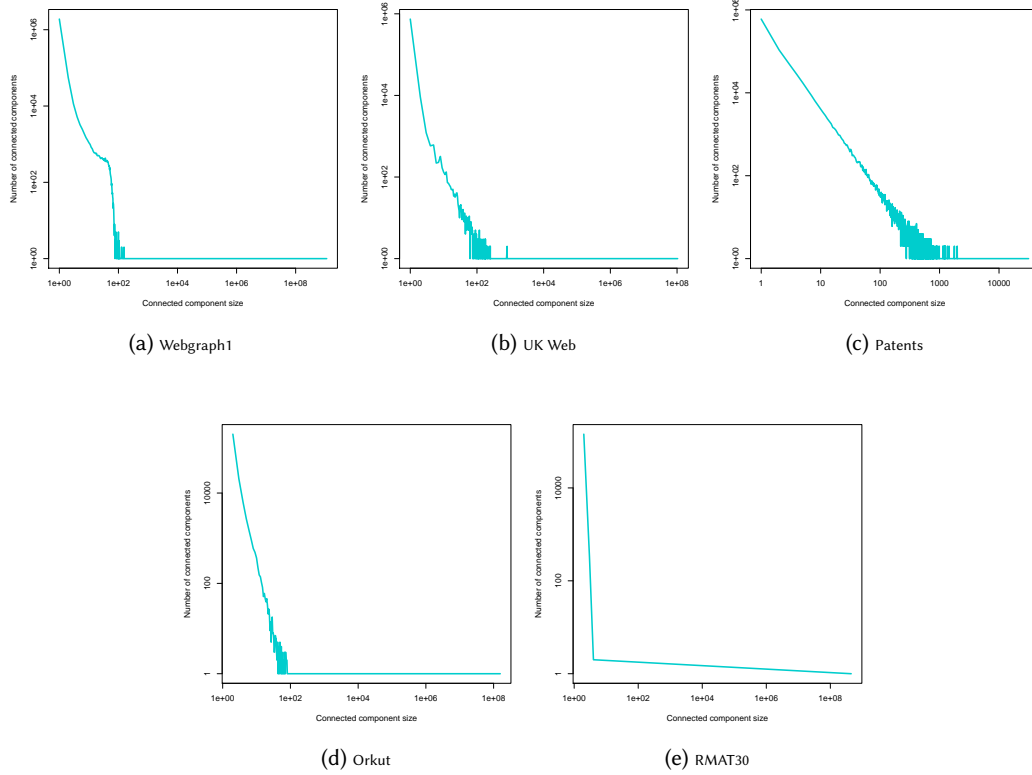 1e+06
1e+04
1e+02
1e+00
Number of connected components
1e+00 1e+02 1e+04 1e+06 1e+08
Connected component size
(a) Webgraph1
1e+06
1e+04
1e+02
1e+00
Number of connected components
1e+00 1e+02 1e+04 1e+06 1e+08
Connected component size
(b) UK Web
1e+06
1e+04
1e+02
1e+00
Number of connected components
1 10 100 1000 10000
Connected component size
(c) Patents
10000
100
1
Number of connected components
1e+00 1e+02 1e+04 1e+06 1e+08
Connected component size
(d) Orkut
10000
100
1
Number of connected components
1e+00 1e+02 1e+04 1e+06 1e+08
Connected component size
(e) RMAT30